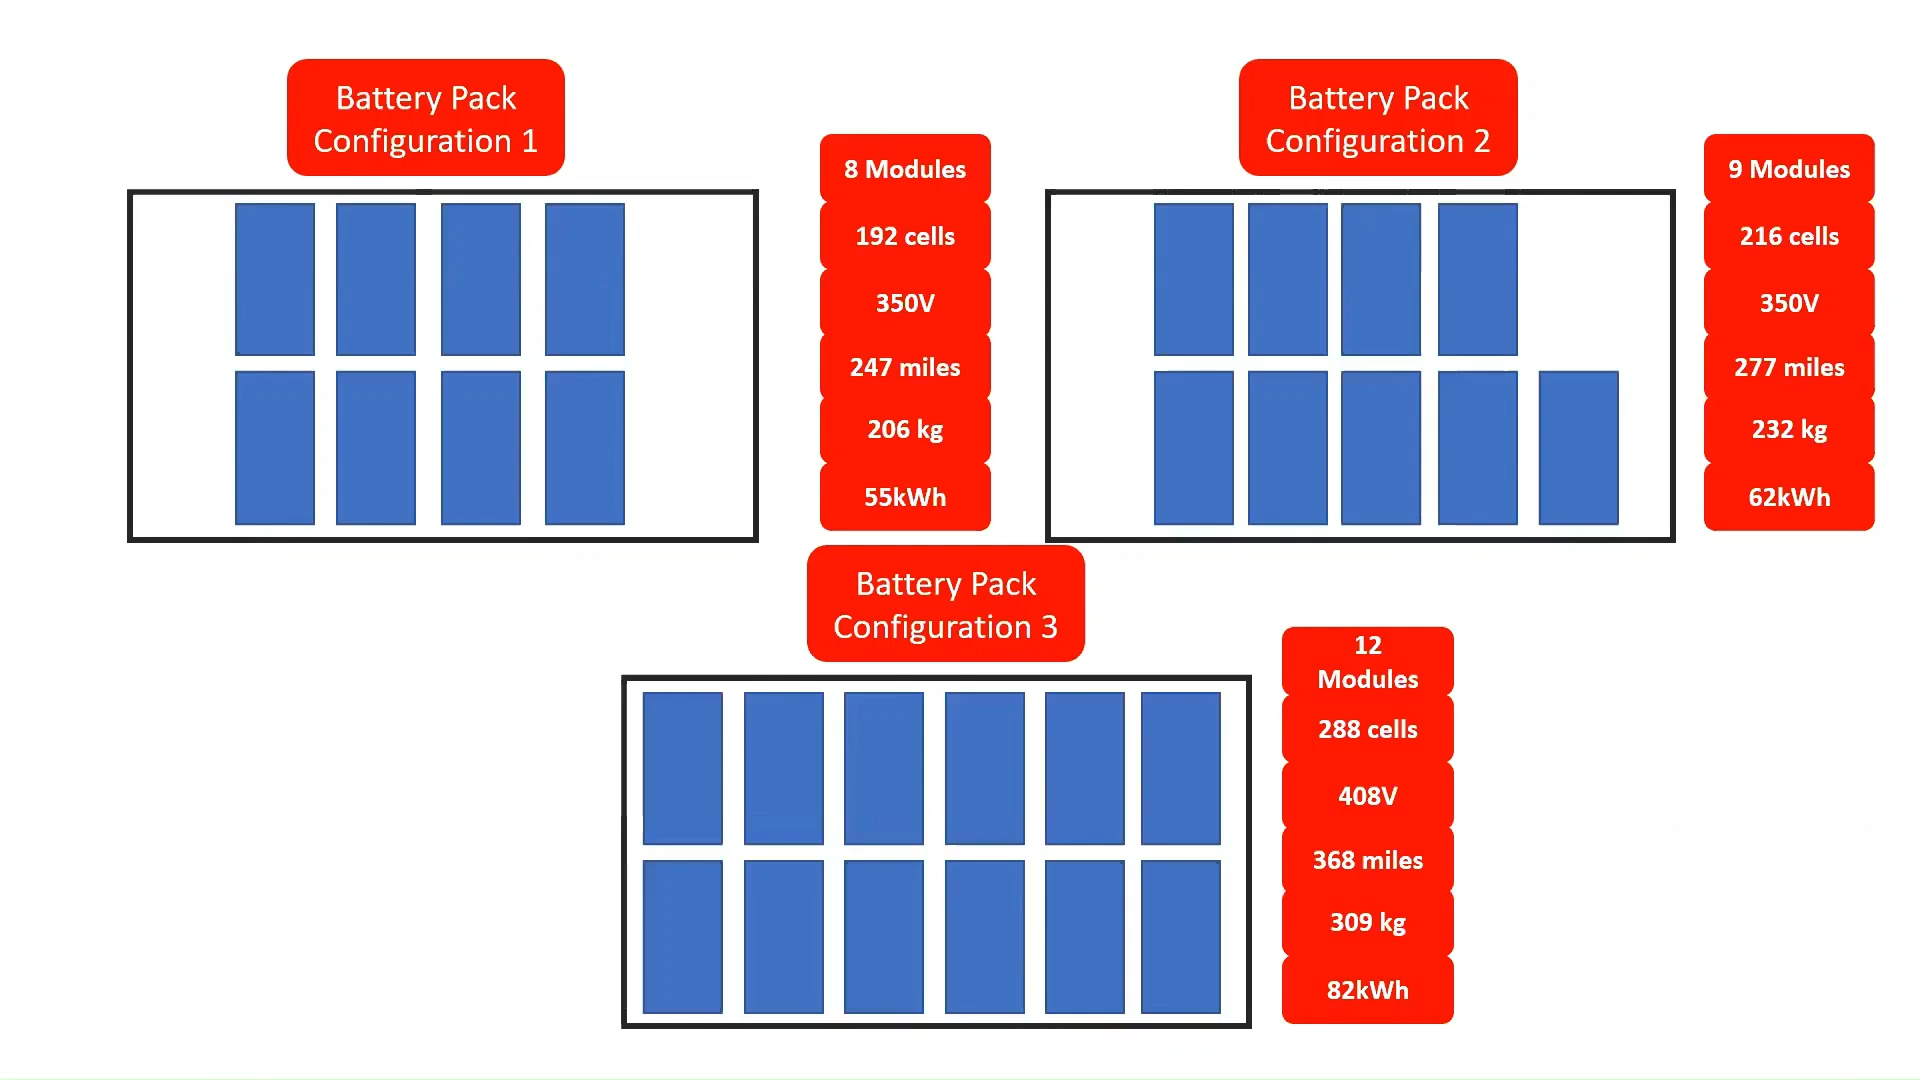 Battery Pack
Configuration 1
8 Modules
192 cells
350V
247 miles
206 kg
55kWh
Battery Pack
Configuration 2
9 Modules
216 cells
350V
277 miles
232 kg
62kWh
Battery Pack
Configuration 3
12
Modules
288 cells
408V
368 miles
309 kg
82kWh